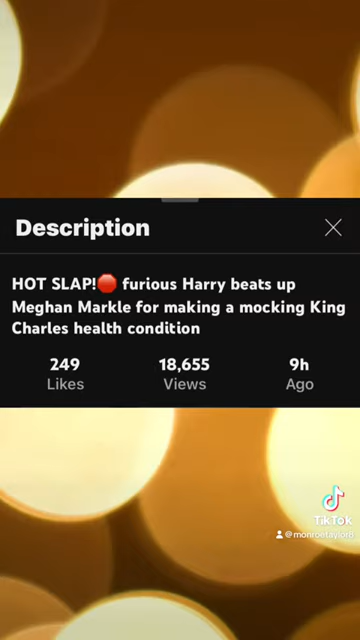 Description
HOT SLAP!🛑 furious Harry beats up
Meghan Markle for making a mocking King
Charles health condition
249 18,655 9h
Likes Views Ago
TikTok
@monroetaylor8